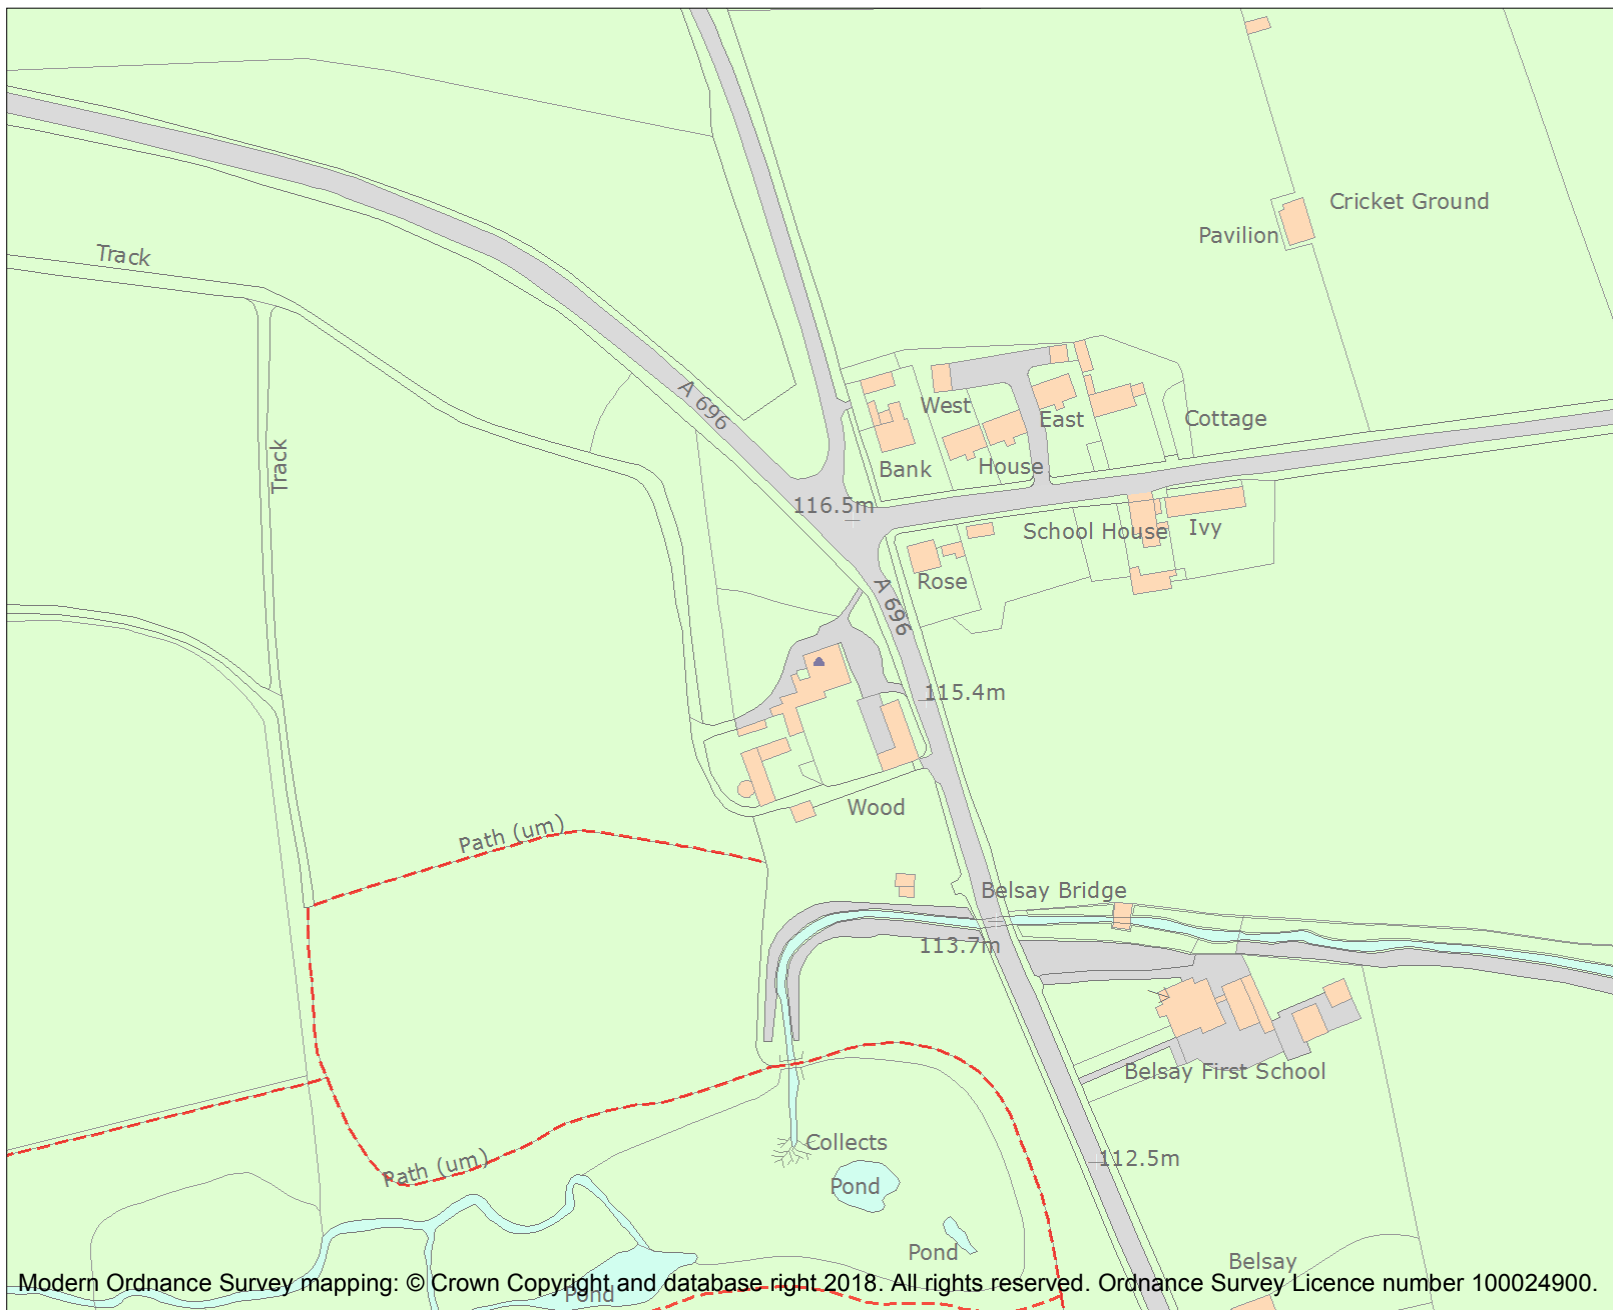 Cricket Ground
Pavilion
Track
A 696
West
East
Cottage
Track
Bank
House
116.5m
School House
Ivy
Rose
A 696
115.4m
Wood
Path (um)
Belsay Bridge
113.7m
Belsay First School
Collects
Path (um)
112.5m
Pond
Pond
Belsay
Pond
Modern Ordnance Survey mapping: © Crown Copyright and database right 2018. All rights reserved. Ordnance Survey Licence number 100024900.